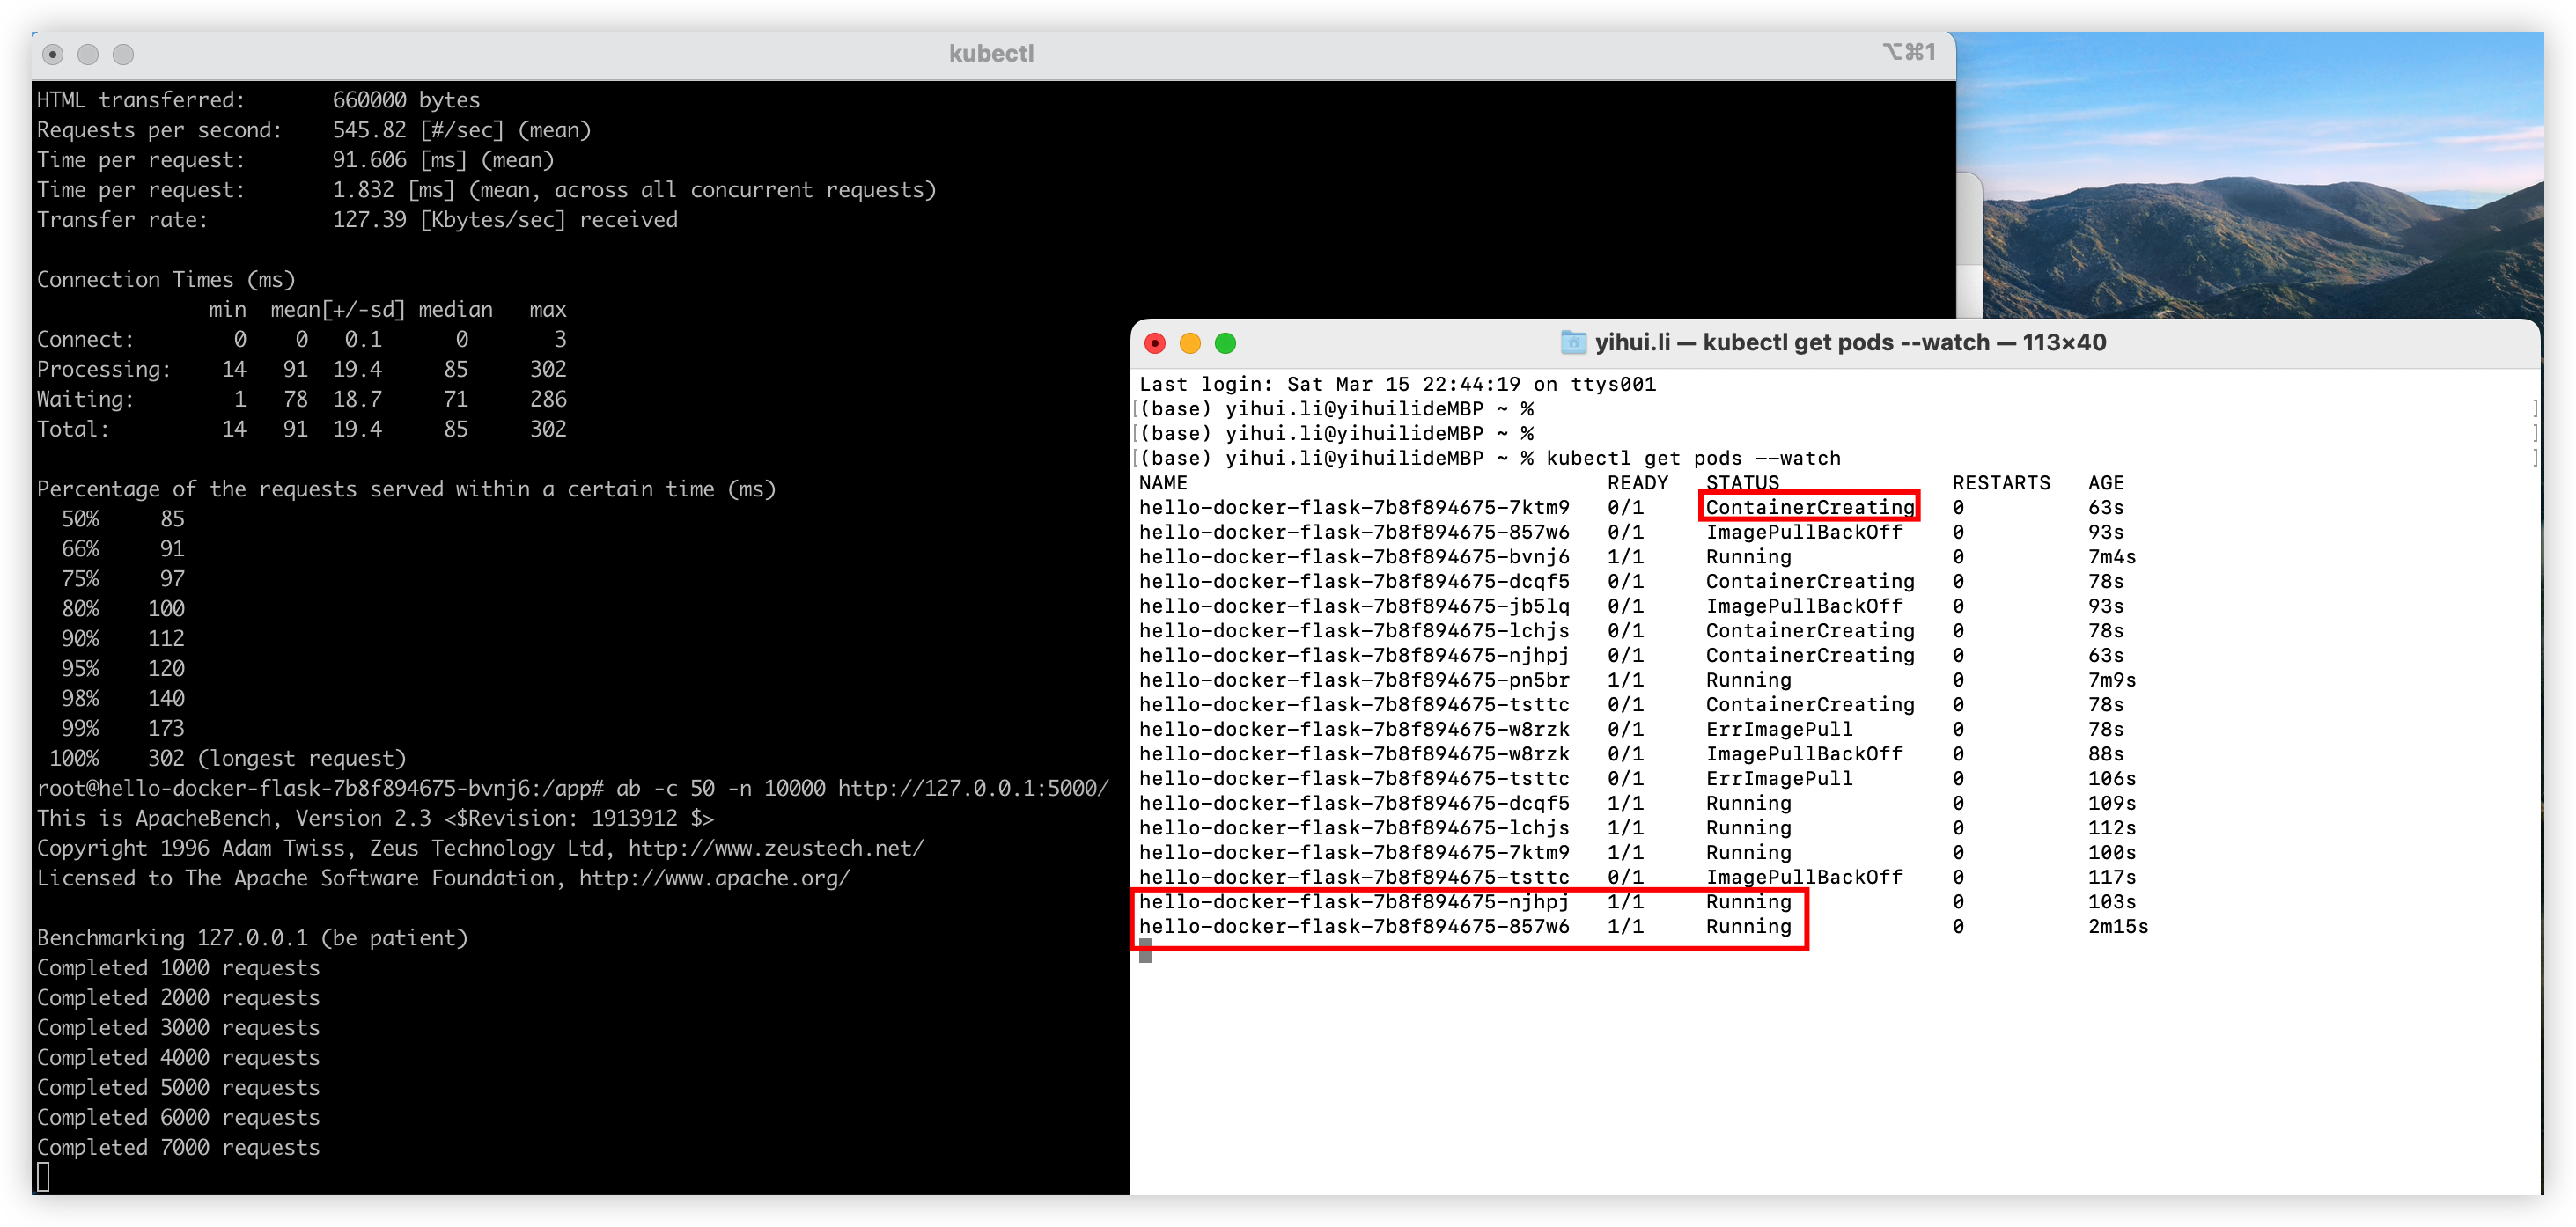 kubectl
⌥⌘1
HTML transferred:       660000 bytes
Requests per second:    545.82 [#/sec] (mean)
Time per request:       91.606 [ms] (mean)
Time per request:       1.832 [ms] (mean, across all concurrent requests)
Transfer rate:          127.39 [Kbytes/sec] received
Connection Times (ms)
              min  mean[+/-sd] median   max
Connect:        0    0   0.1      0       3
Processing:    14   91  19.4     85     302
Waiting:        1   78  18.7     71     286
Total:         14   91  19.4     85     302
Percentage of the requests served within a certain time (ms)
  50%     85
  66%     91
  75%     97
  80%    100
  90%    112
  95%    120
  98%    140
  99%    173
 100%    302 (longest request)
root@hello-docker-flask-7b8f894675-bvnj6:/app# ab -c 50 -n 10000 http://127.0.0.1:5000/
This is ApacheBench, Version 2.3 <$Revision: 1913912 $>
Copyright 1996 Adam Twiss, Zeus Technology Ltd, http://www.zeustech.net/
Licensed to The Apache Software Foundation, http://www.apache.org/
Benchmarking 127.0.0.1 (be patient)
Completed 1000 requests
Completed 2000 requests
Completed 3000 requests
Completed 4000 requests
Completed 5000 requests
Completed 6000 requests
Completed 7000 requests
yihui.li — kubectl get pods --watch — 113×40
Last login: Sat Mar 15 22:44:19 on ttys001
[(base) yihui.li@yihuilideMBP ~ % ]
[(base) yihui.li@yihuilideMBP ~ % ]
[(base) yihui.li@yihuilideMBP ~ % kubectl get pods --watch ]
NAME                                  READY   STATUS              RESTARTS   AGE
hello-docker-flask-7b8f894675-7ktm9   0/1     ContainerCreating   0          63s
hello-docker-flask-7b8f894675-857w6   0/1     ImagePullBackOff    0          93s
hello-docker-flask-7b8f894675-bvnj6   1/1     Running             0          7m4s
hello-docker-flask-7b8f894675-dcqf5   0/1     ContainerCreating   0          78s
hello-docker-flask-7b8f894675-jb5lq   0/1     ImagePullBackOff    0          93s
hello-docker-flask-7b8f894675-lchjs   0/1     ContainerCreating   0          78s
hello-docker-flask-7b8f894675-njhpj   0/1     ContainerCreating   0          63s
hello-docker-flask-7b8f894675-pn5br   1/1     Running             0          7m9s
hello-docker-flask-7b8f894675-tsttc   0/1     ContainerCreating   0          78s
hello-docker-flask-7b8f894675-w8rzk   0/1     ErrImagePull        0          78s
hello-docker-flask-7b8f894675-w8rzk   0/1     ImagePullBackOff    0          88s
hello-docker-flask-7b8f894675-tsttc   0/1     ErrImagePull        0          106s
hello-docker-flask-7b8f894675-dcqf5   1/1     Running             0          109s
hello-docker-flask-7b8f894675-lchjs   1/1     Running             0          112s
hello-docker-flask-7b8f894675-7ktm9   1/1     Running             0          100s
hello-docker-flask-7b8f894675-tsttc   0/1     ImagePullBackOff    0          117s
hello-docker-flask-7b8f894675-njhpj   1/1     Running             0          103s
hello-docker-flask-7b8f894675-857w6   1/1     Running             0          2m15s